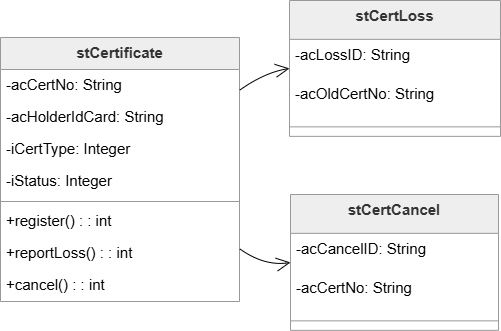 stCertificate
-acCertNo: String
-acHolderIdCard: String
-iCertType: Integer
-iStatus: Integer
+register() : : int
+reportLoss() : : int
+cancel() : : int
stCertLoss
-acLossID: String
-acOldCertNo: String
stCertCancel
-acCancelID: String
-acCertNo: String